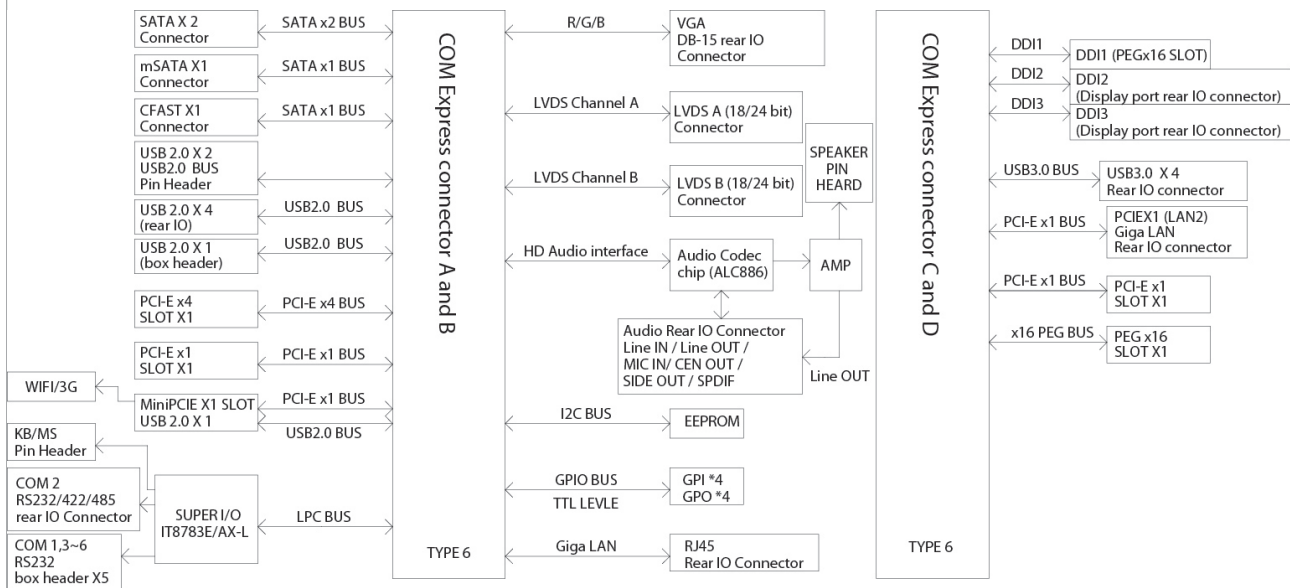 SATA X 2
Connector
SATA x2 BUS
mSATA X1
Connector
SATA x1 BUS
CFAST X1
Connector
SATA x1 BUS
USB 2.0 X 2
USB2.0 BUS
Pin Header
USB 2.0 X 4
(rear IO)
USB2.0 BUS
USB 2.0 X 1
(box header)
USB2.0 BUS
PCI-E x4
SLOT X1
PCI-E x4 BUS
PCI-E x1
SLOT X1
PCI-E x1 BUS
WIFI/3G
MiniPCIE X1 SLOT
USB 2.0 X 1
PCI-E x1 BUS
USB2.0 BUS
KB/MS
Pin Header
COM 2
RS232/422/485
rear IO Connector
COM 1,3~6
RS232
box header X5
SUPER I/O
IT8783E/AX-L
LPC BUS
COM Express connector A and B
TYPE 6
R/G/B
VGA
DB-15 rear IO
Connector
LVDS Channel A
LVDS A (18/24 bit)
Connector
LVDS Channel B
LVDS B (18/24 bit)
Connector
SPEAKER
PIN
HEARD
HD Audio interface
Audio Codec
chip (ALC886)
AMP
Audio Rear IO Connector
Line IN / Line OUT /
MIC IN/ CEN OUT /
SIDE OUT / SPDIF
Line OUT
I2C BUS
EEPROM
GPIO BUS
TTL LEVLE
GPI *4
GPO *4
Giga LAN
RJ45
Rear IO Connector
COM Express connector C and D
TYPE 6
DDI1
DDI1 (PEGx16 SLOT)
DDI2
DDI2
(Display port rear IO connector)
DDI3
DDI3
(Display port rear IO connector)
USB3.0 BUS
USB3.0 X 4
Rear IO connector
PCI-E x1 BUS
PCIEX1 (LAN2)
Giga LAN
Rear IO connector
PCI-E x1 BUS
PCI-E x1
SLOT X1
x16 PEG BUS
PEG x16
SLOT X1